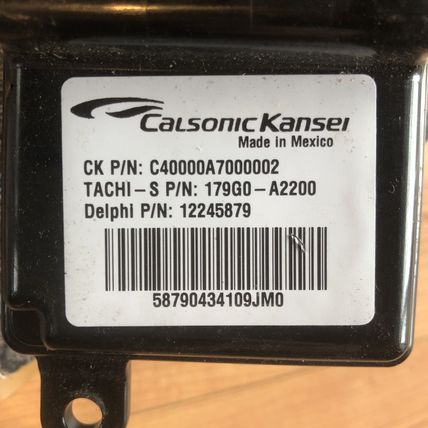 CalsonicKansei
Made in Mexico
CK P/N: C40000A7000002
TACHI-S P/N: 179G0-A2200
Delphi P/N: 12245879
58790434109JM0